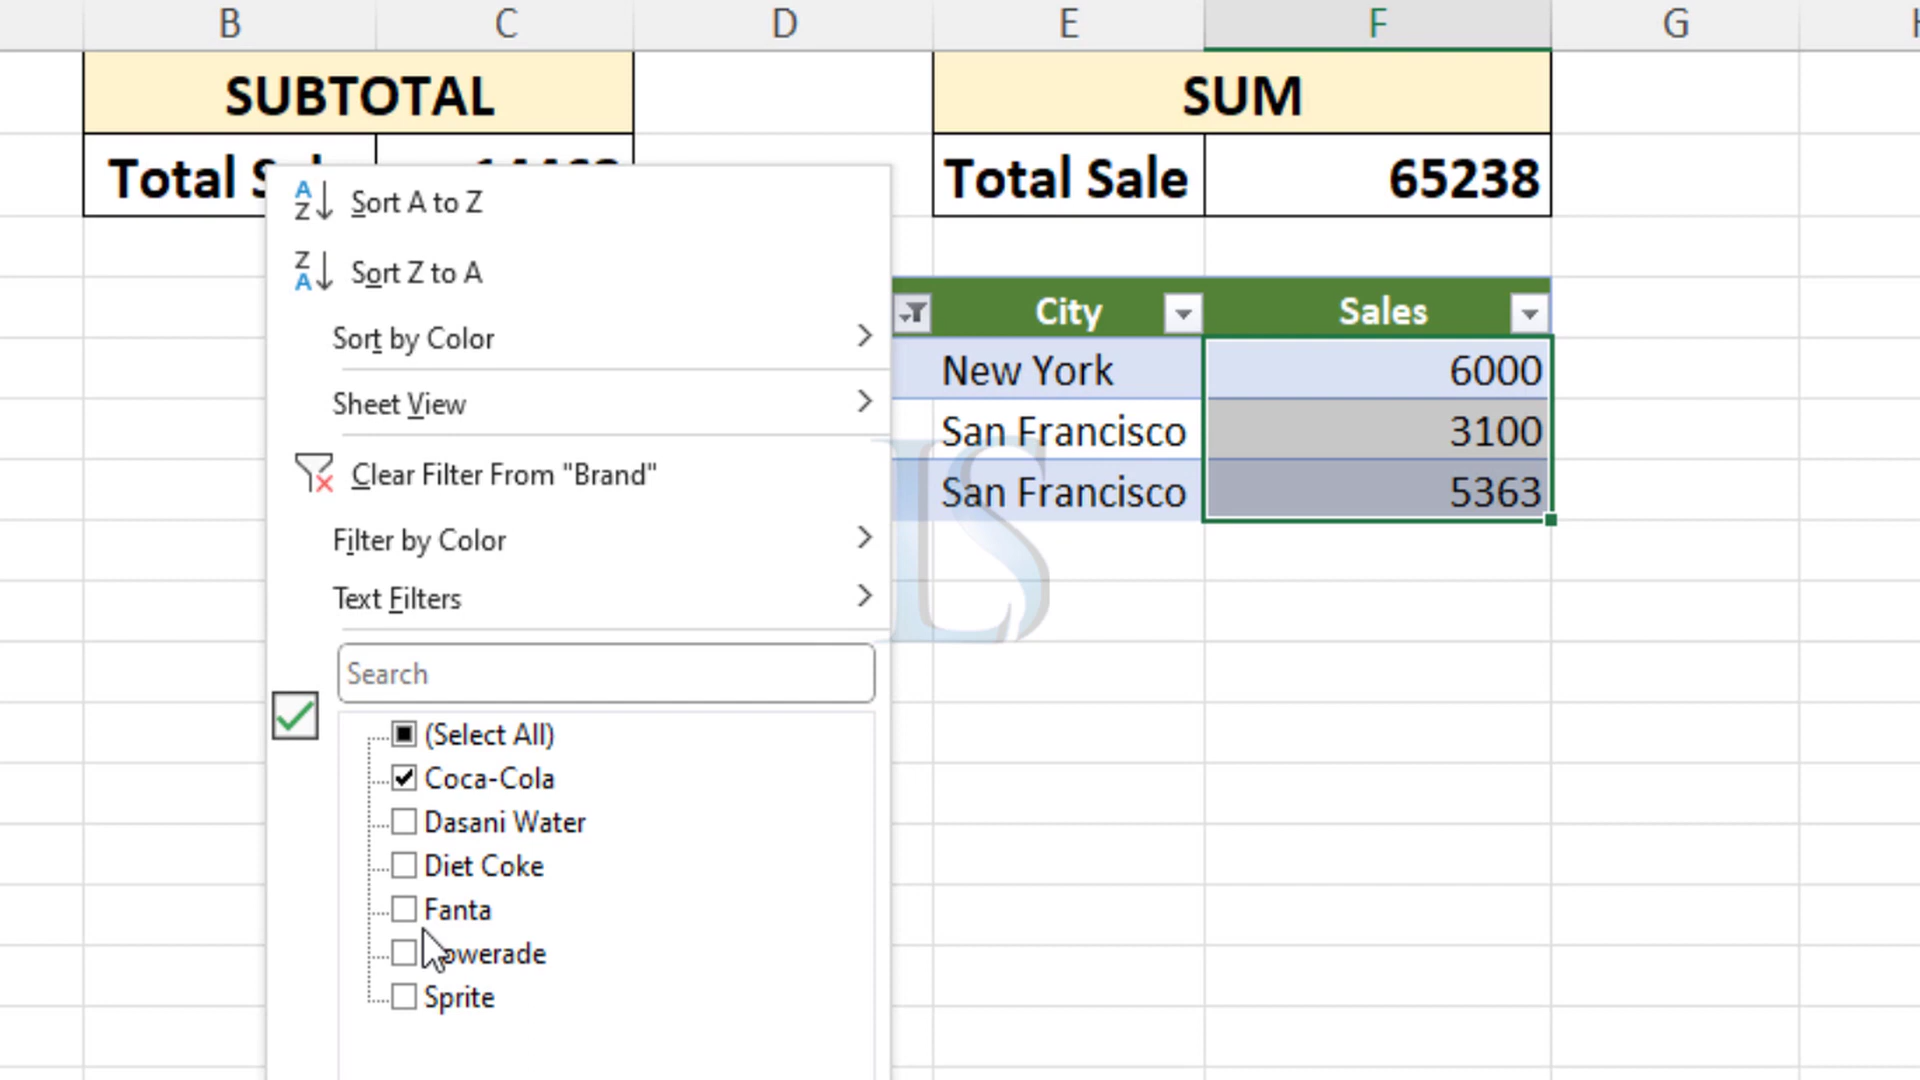 B C D E F G
SUBTOTAL SUM
Total Sale 65238
Sort A to Z
Sort Z to A
Sort by Color
Sheet View
Clear Filter From "Brand"
Filter by Color
Text Filters
Search
(Select All)
Coca-Cola
Dasani Water
Diet Coke
Fanta
Sprite
City Sales
New York 6000
San Francisco 3100
San Francisco 5363
LS